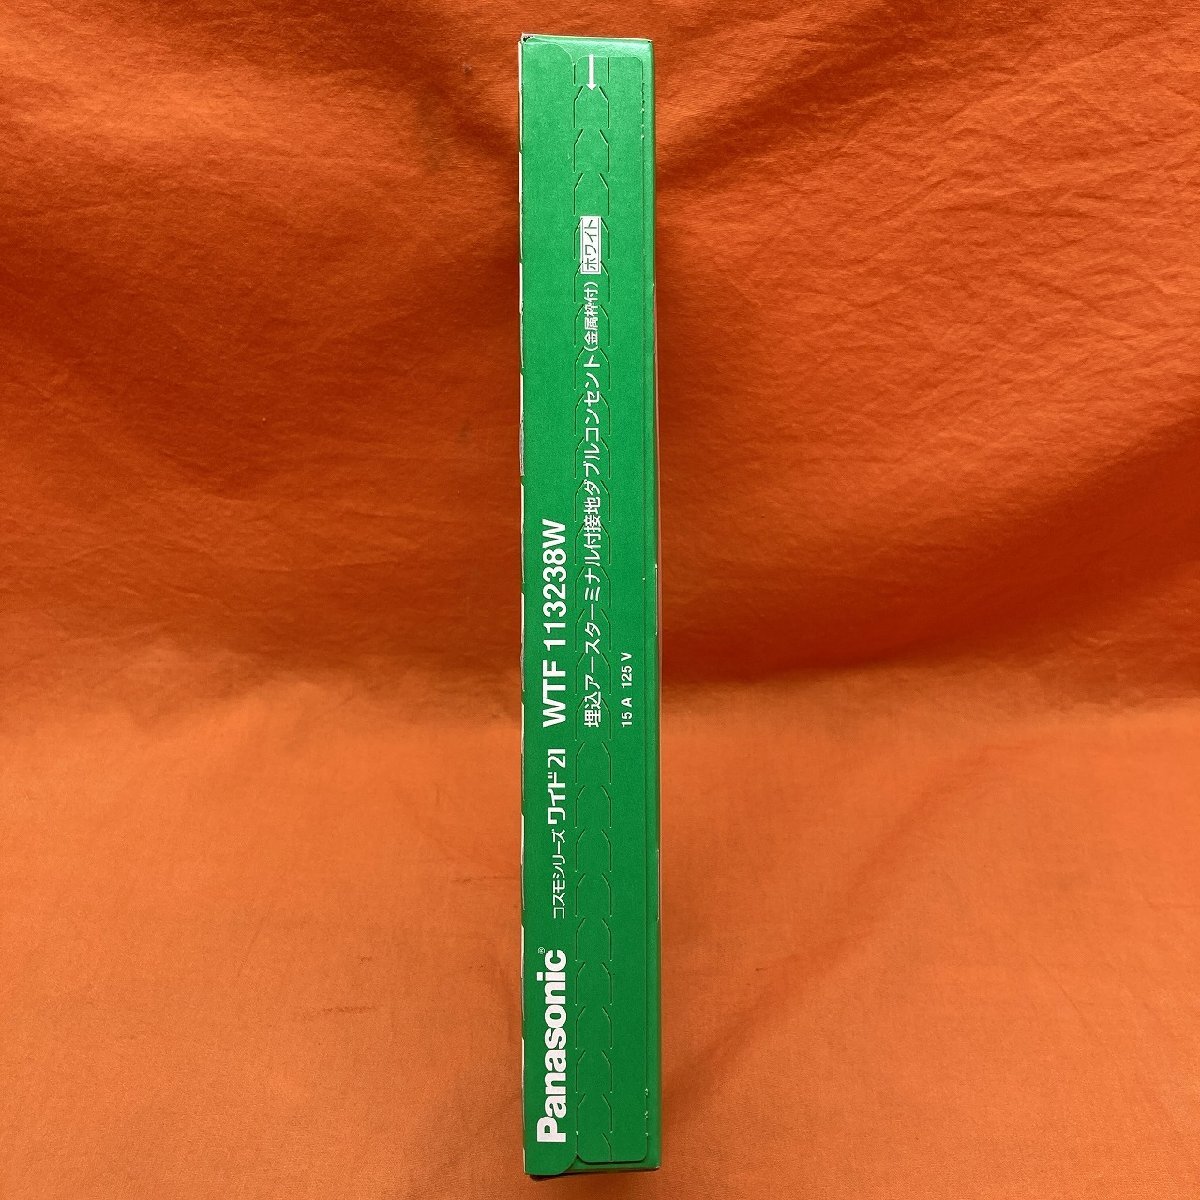 Panasonic® コスモシリーズ ワイド21 WTF 113238W
埋込アースターミナル付接地ダブルコンセント(金属枠付) ホワイト
15 A 125 V